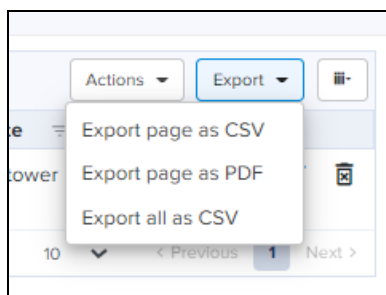 Actions
Export
te
Export page as CSV
tower
Export page as PDF
Export all as CSV
10
< Previous
1
Next >